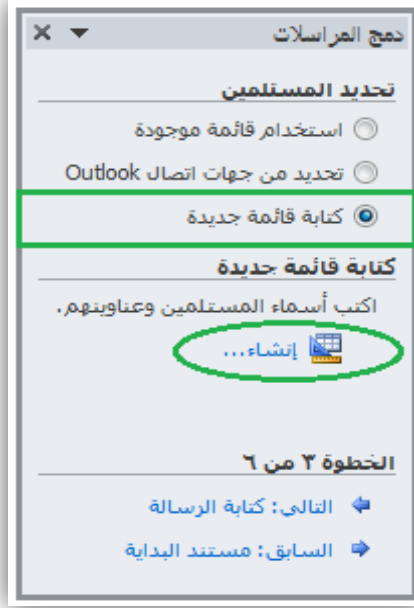 دمج المراسلات
تحديد المستلمين
استخدام قائمة موجودة
تحديد من جهات اتصال Outlook
كتابة قائمة جديدة
كتابة قائمة جديدة
اكتب أسماء المستلمين وعناوينهم.
إنشاء...
الخطوة ٣ من ٦
التالي: كتابة الرسالة
السابق: مستند البداية